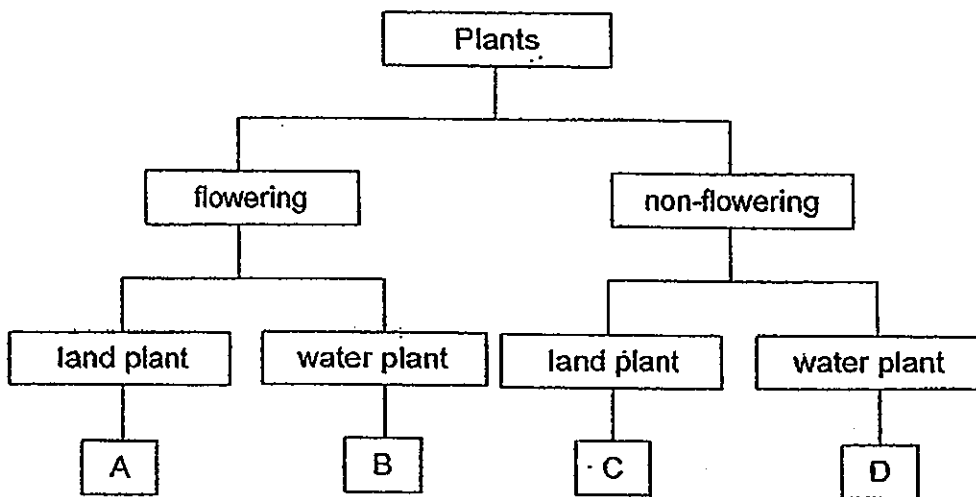 Plants
flowering
non-flowering
land plant
water plant
land plant
water plant
A
B
C
D